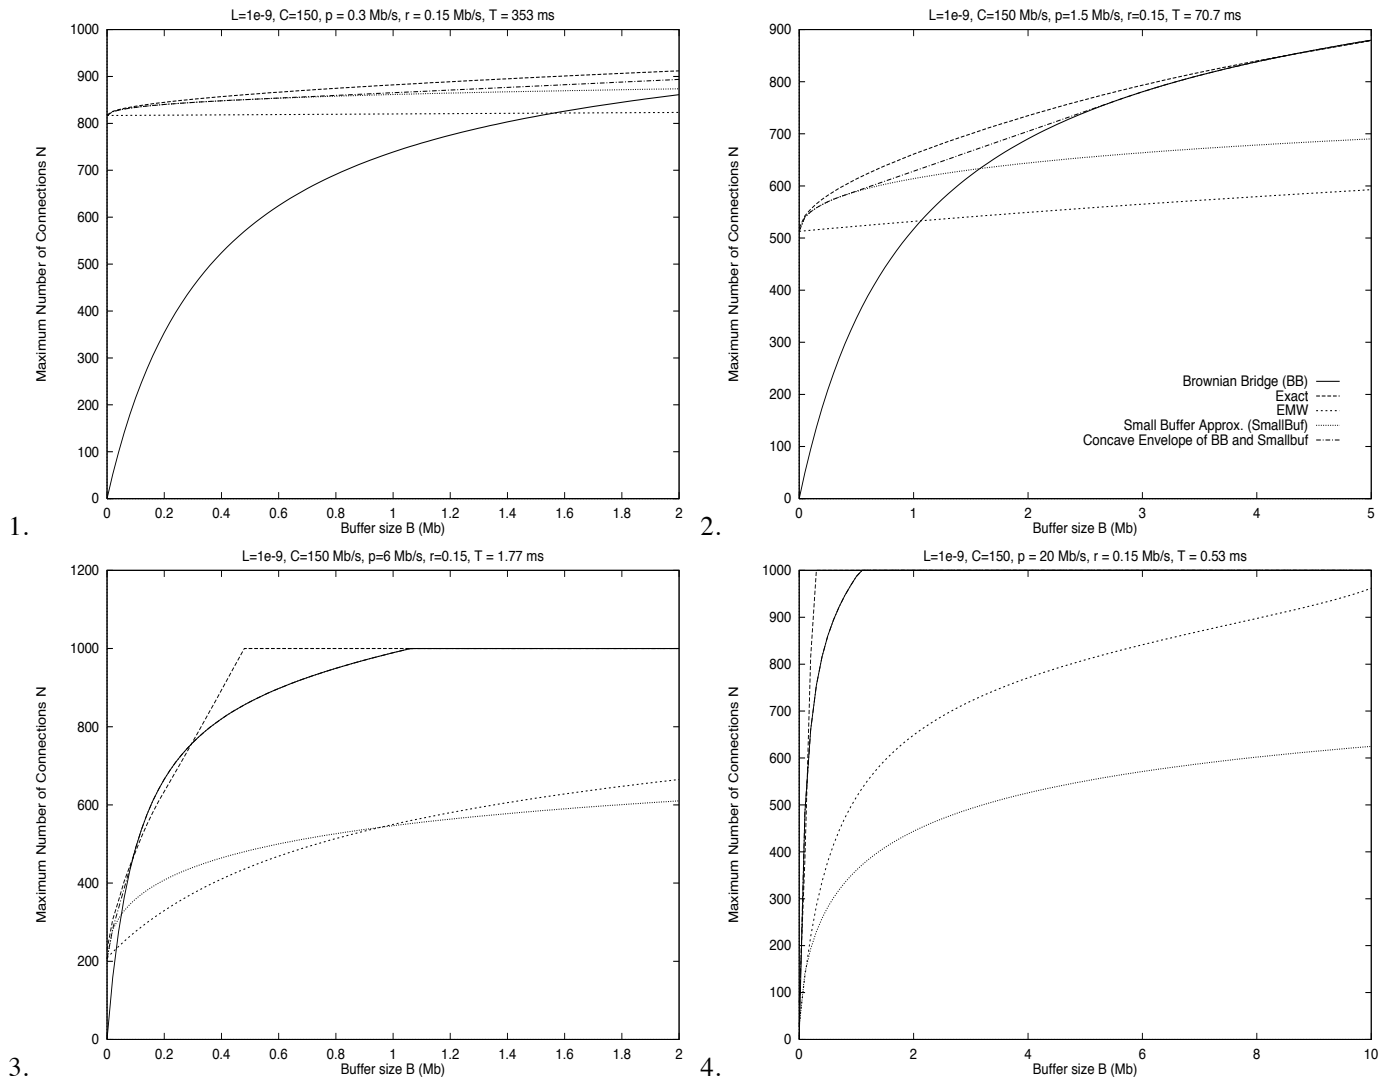 L=1e-9, C=150, p = 0.3 Mb/s, r = 0.15 Mb/s, T = 353 ms
1000
900
800
700
600
500
400
300
200
100
0
Maximum Number of Connections N
0 0.2 0.4 0.6 0.8 1 1.2 1.4 1.6 1.8 2
Buffer size B (Mb)
1.
L=1e-9, C=150 Mb/s, p=1.5 Mb/s, r=0.15, T = 70.7 ms
900
800
700
600
500
400
300
200
100
0
Maximum Number of Connections N
Brownian Bridge (BB)
Exact
EMW
Small Buffer Approx. (SmallBuf)
Concave Envelope of BB and Smallbuf
0 1 2 3 4 5
Buffer size B (Mb)
2.
L=1e-9, C=150 Mb/s, p=6 Mb/s, r=0.15, T = 1.77 ms
1200
1000
800
600
400
200
0
Maximum Number of Connections N
0 0.2 0.4 0.6 0.8 1 1.2 1.4 1.6 1.8 2
Buffer size B (Mb)
3.
L=1e-9, C=150, p = 20 Mb/s, r = 0.15 Mb/s, T = 0.53 ms
1000
900
800
700
600
500
400
300
200
100
0
Maximum Number of Connections N
0 2 4 6 8 10
Buffer size B (Mb)
4.